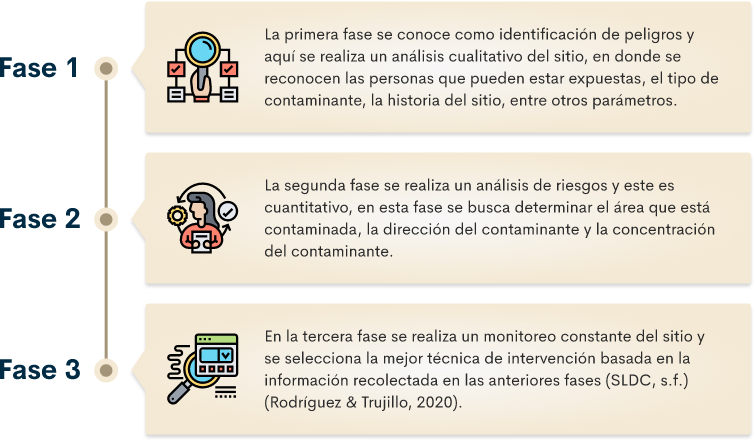 Fase 1
La primera fase se conoce como identificación de peligros y
aquí se realiza un análisis cualitativo del sitio, en donde se
reconocen las personas que pueden estar expuestas, el tipo de
contaminante, la historia del sitio, entre otros parámetros.
Fase 2
La segunda fase se realiza un análisis de riesgos y este es
cuantitativo, en esta fase se busca determinar el área que está
contaminada, la dirección del contaminante y la concentración
del contaminante.
Fase 3
En la tercera fase se realiza un monitoreo constante del sitio y
se selecciona la mejor técnica de intervención basada en la
información recolectada en las anteriores fases (SLDC, s.f.)
(Rodríguez & Trujillo, 2020).